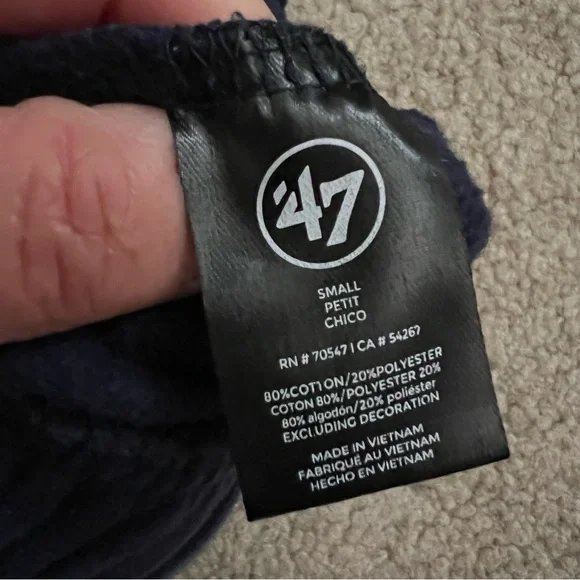 '47
SMALL
PETIT
CHICO
RN # 70547 | CA # 54267
80%COTTON/20%POLYESTER
COTON 80%/POLYESTER 20%
80% algodón/20% poliéster
EXCLUDING DECORATION
MADE IN VIETNAM
FABRIQUÉ AU VIETNAM
HECHO EN VIETNAM